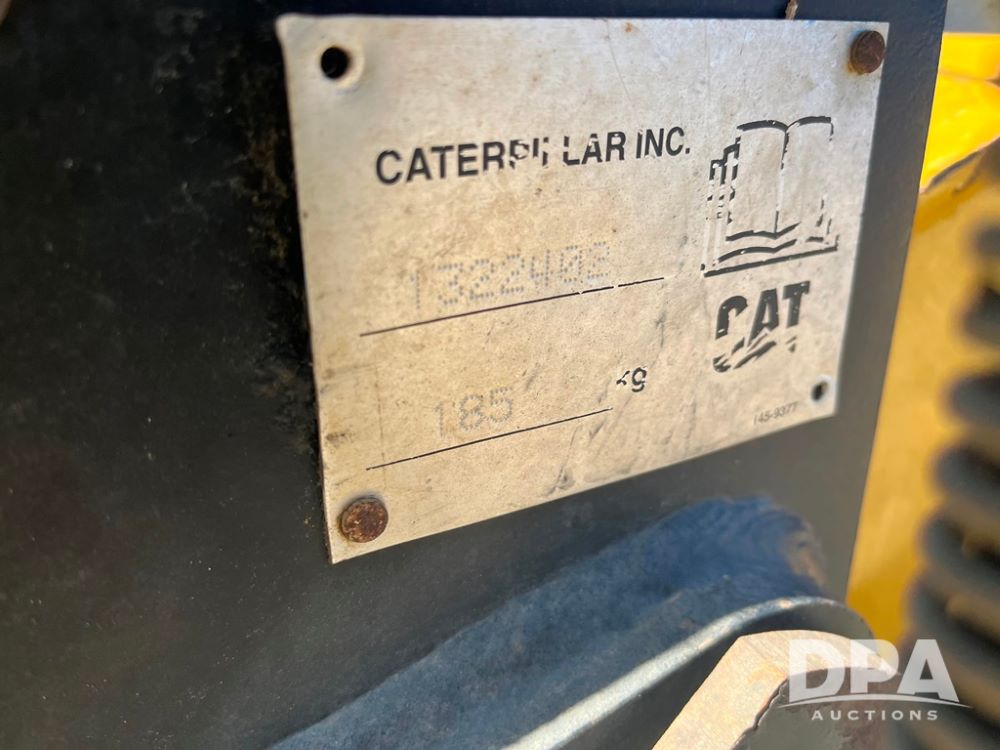 CATERPILLAR INC.
1322402
185 kg
CAT
145-9377
DPA
AUCTIONS